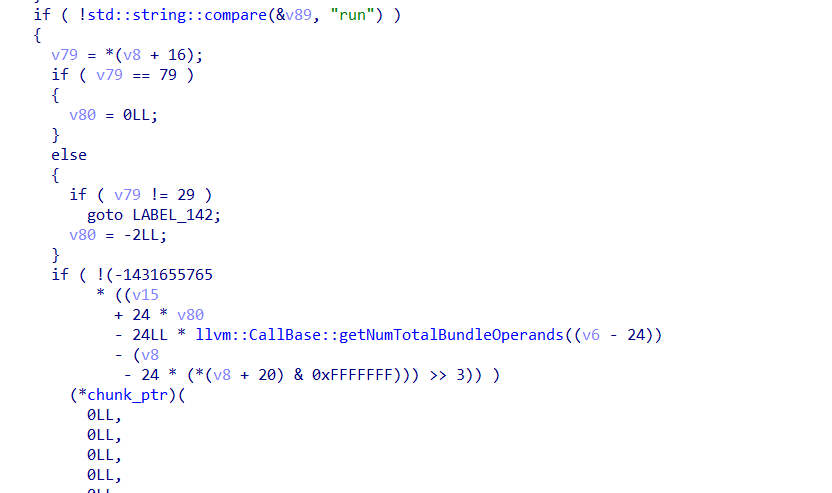 if ( !std::string::compare(&v89, "run") )
{
v79 = *(v8 + 16);
if ( v79 == 79 )
{
v80 = 0LL;
}
else
{
if ( v79 != 29 )
goto LABEL_142;
v80 = -2LL;
}
if ( !(-1431655765
* ((v15
+ 24 * v80
- 24LL * llvm::CallBase::getNumTotalBundleOperands((v6 - 24))
- (v8
- 24 * (*(v8 + 20) & 0xFFFFFFF))) >> 3)) )
(*chunk_ptr)(
0LL,
0LL,
0LL,
0LL,